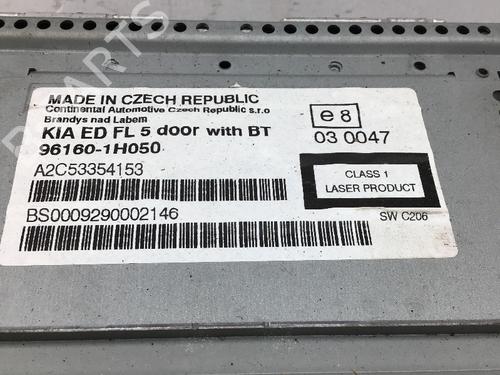 MADE IN CZECH REPUBLIC
Continental Automotive Czech Republic s.r.o
Brandys nad Labem
KIA ED FL 5 door with BT
96160-1H050
A2C53354153
BS0009290002146
e8
03 0047
CLASS 1
LASER PRODUCT
SW C206
PARTS